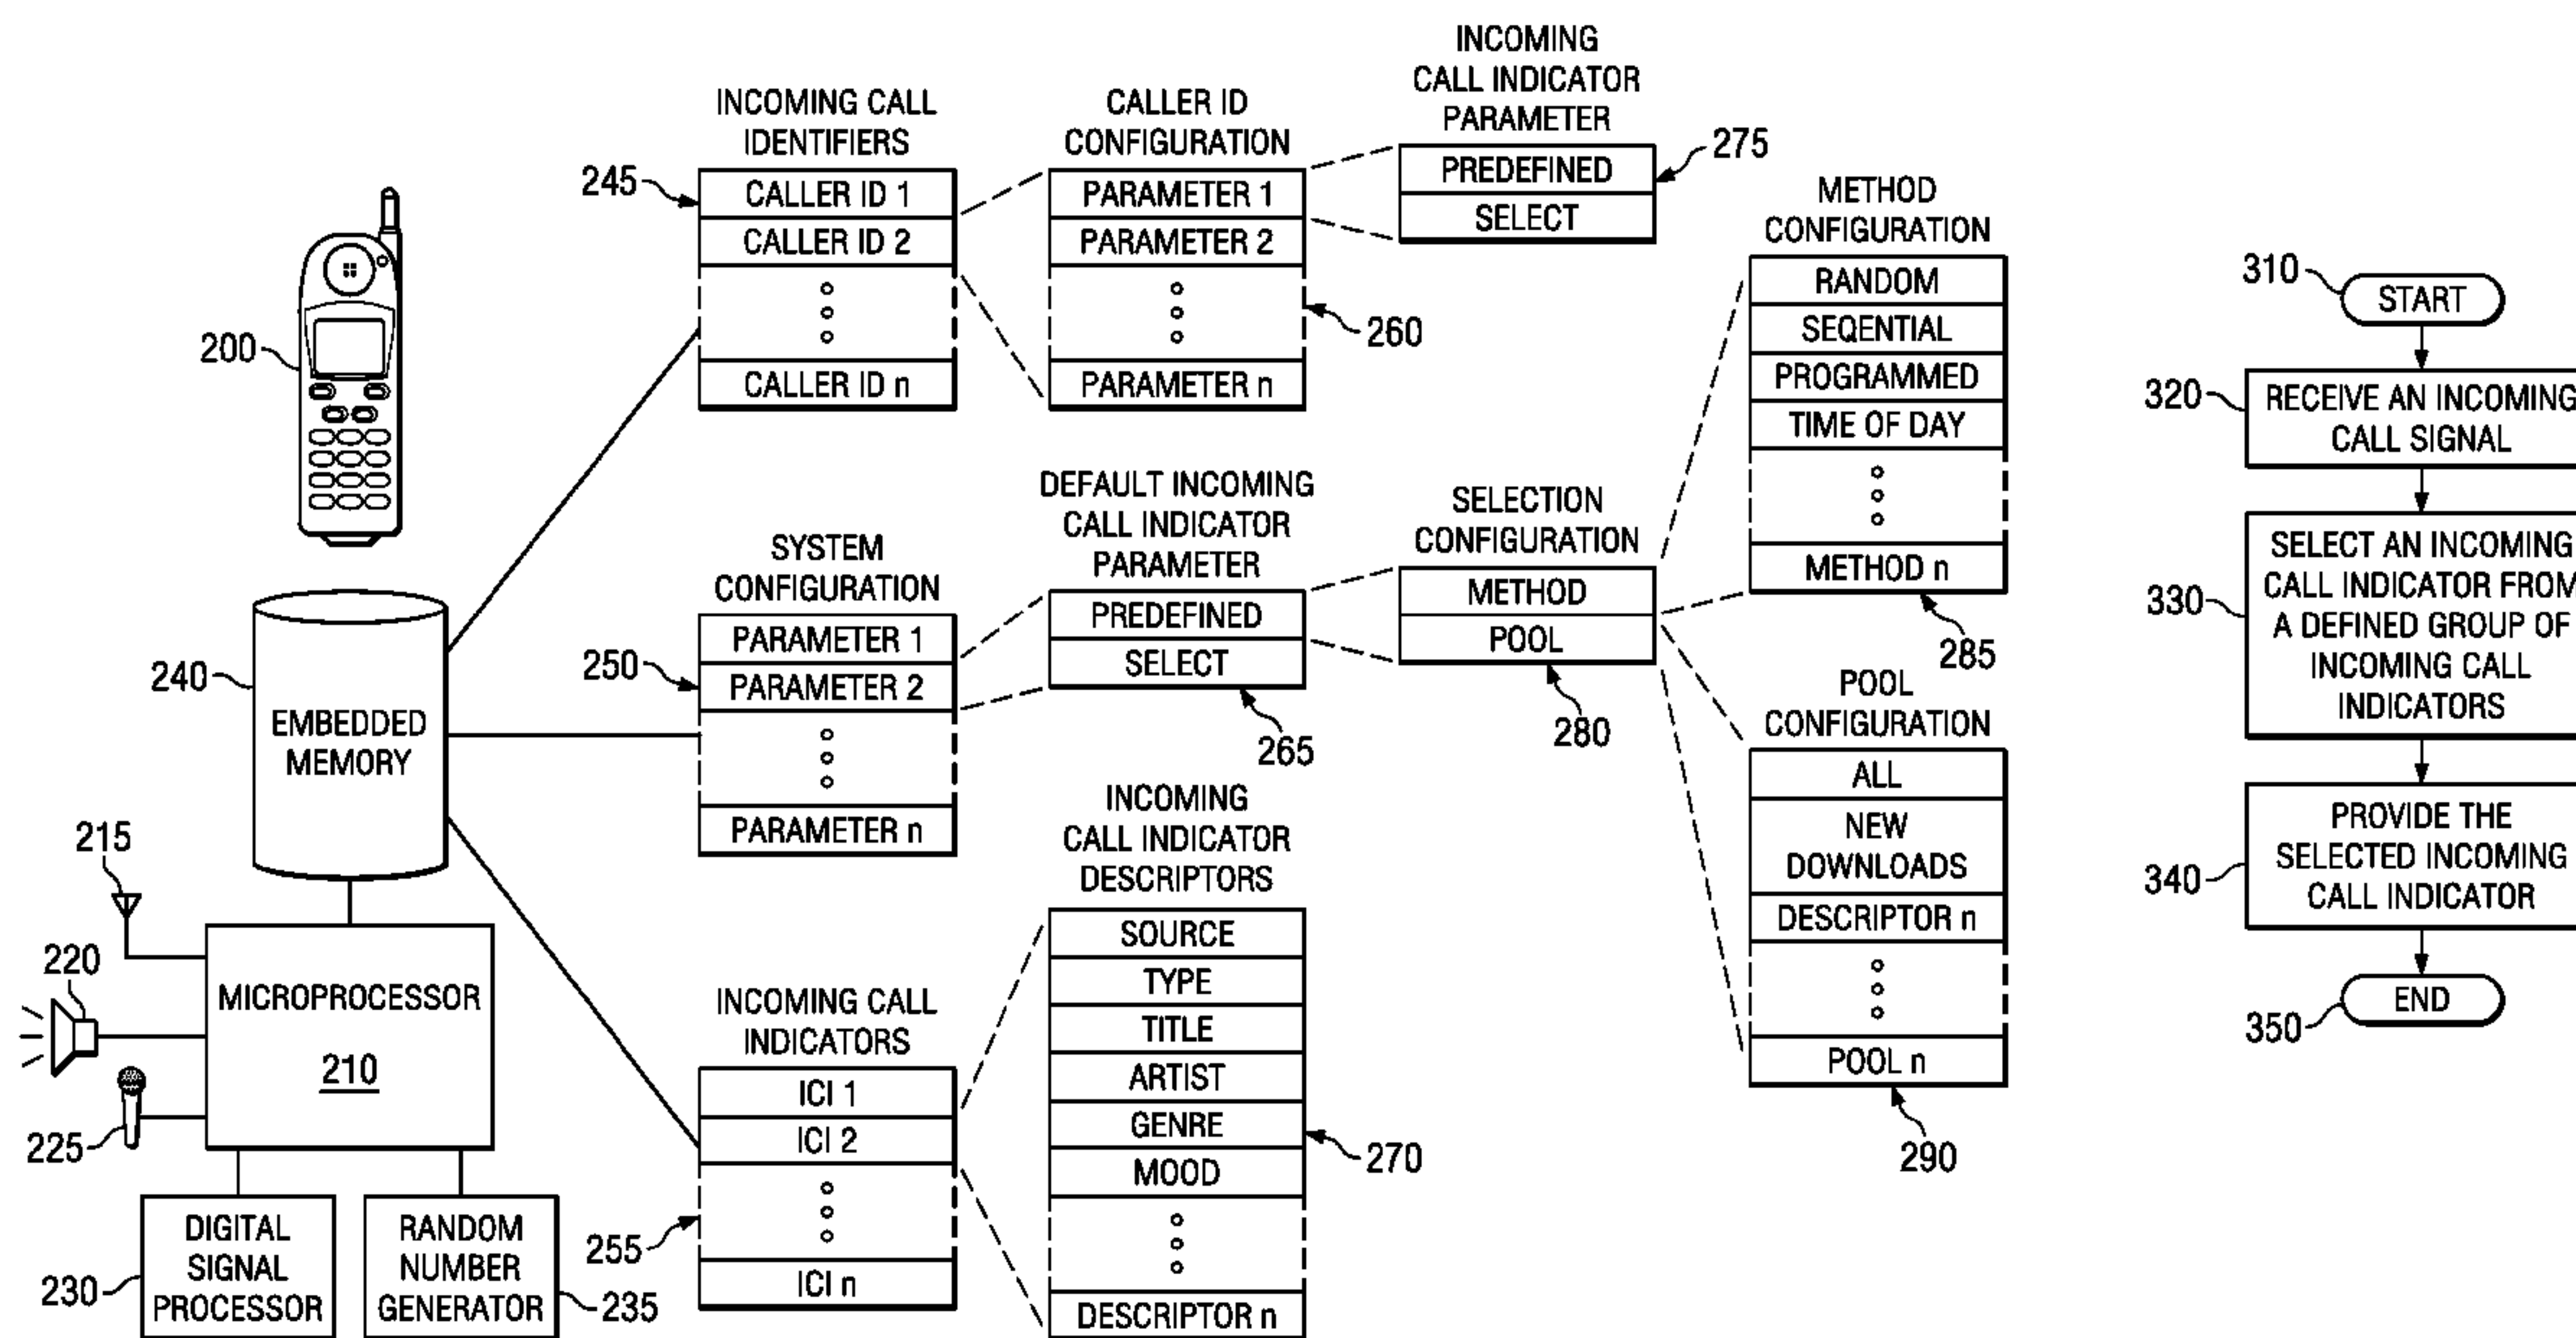 200
240
EMBEDDED
MEMORY
215
220
225
MICROPROCESSOR
210
DIGITAL
SIGNAL
PROCESSOR
230
RANDOM
NUMBER
GENERATOR
235
INCOMING CALL
IDENTIFIERS
245
CALLER ID 1
CALLER ID 2
CALLER ID n
CALLER ID
CONFIGURATION
PARAMETER 1
PARAMETER 2
PARAMETER n
260
INCOMING
CALL INDICATOR
PARAMETER
PREDEFINED
SELECT
275
SYSTEM
CONFIGURATION
250
PARAMETER 1
PARAMETER 2
PARAMETER n
DEFAULT INCOMING
CALL INDICATOR
PARAMETER
PREDEFINED
SELECT
265
SELECTION
CONFIGURATION
METHOD
POOL
280
METHOD
CONFIGURATION
RANDOM
SEQENTIAL
PROGRAMMED
TIME OF DAY
METHOD n
285
POOL
CONFIGURATION
ALL
NEW
DOWNLOADS
DESCRIPTOR n
POOL n
290
INCOMING CALL
INDICATORS
ICI 1
ICI 2
ICI n
255
INCOMING
CALL INDICATOR
DESCRIPTORS
SOURCE
TYPE
TITLE
ARTIST
GENRE
MOOD
DESCRIPTOR n
270
310
START
320
RECEIVE AN INCOMING
CALL SIGNAL
330
SELECT AN INCOMING
CALL INDICATOR FROM
A DEFINED GROUP OF
INCOMING CALL
INDICATORS
340
PROVIDE THE
SELECTED INCOMING
CALL INDICATOR
END
350